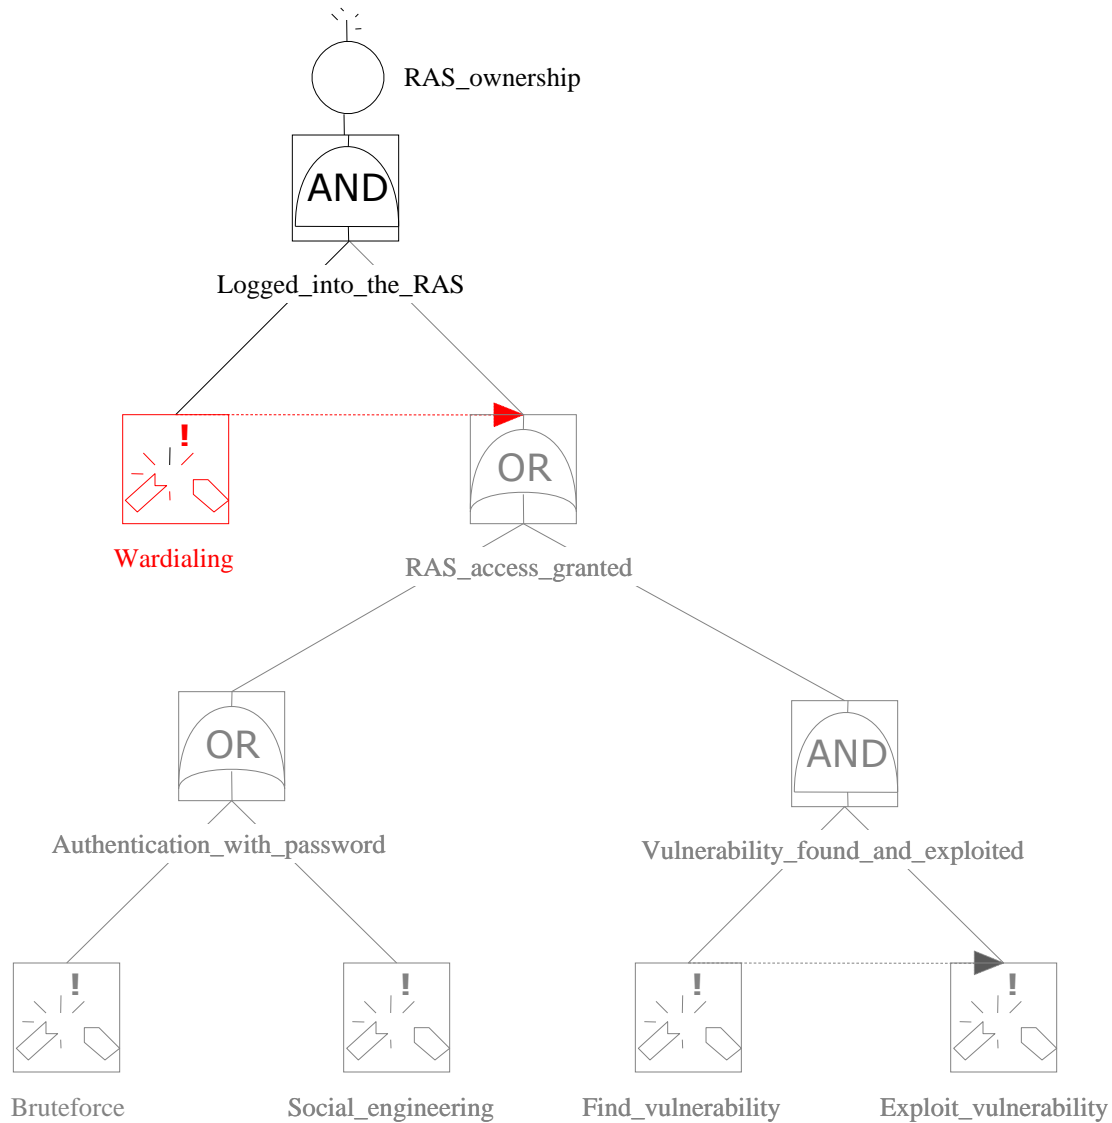 RAS_ownership
AND
Logged_into_the_RAS
!
OR
Wardialing
RAS_access_granted
OR
AND
Authentication_with_password
Vulnerability_found_and_exploited
!
!
!
!
Bruteforce
Social_engineering
Find_vulnerability
Exploit_vulnerability